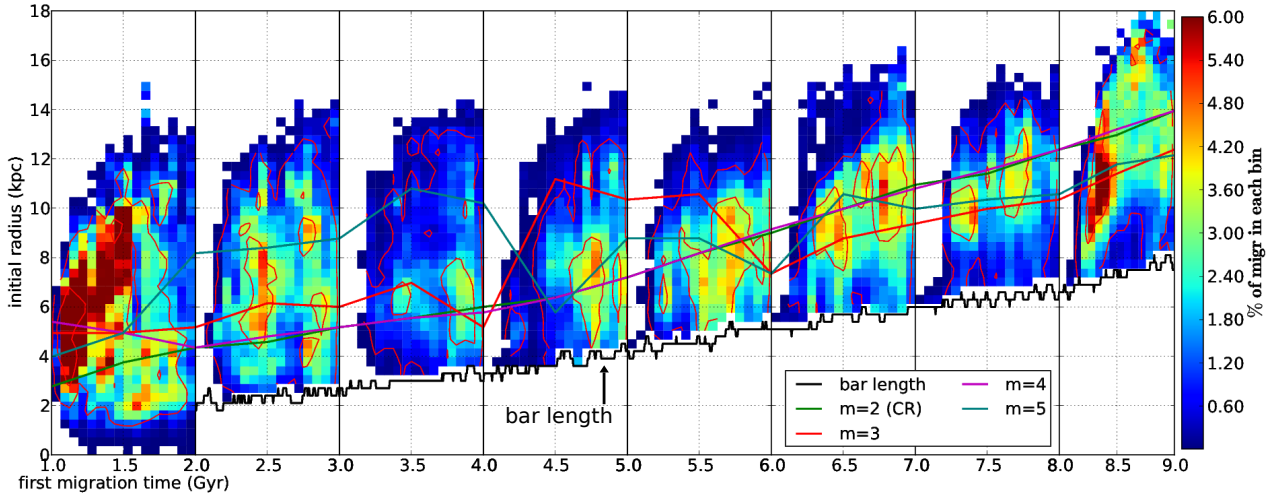 18
16
14
12
10
8
6
4
2
0
initial radius (kpc)
1.0 1.5 2.0 2.5 3.0 3.5 4.0 4.5 5.0 5.5 6.0 6.5 7.0 7.5 8.0 8.5 9.0
first migration time (Gyr)
bar length
bar length
m=2 (CR)
m=3
m=4
m=5
6.00
5.40
4.80
4.20
3.60
3.00
2.40
1.80
1.20
0.60
% of migr in each bin